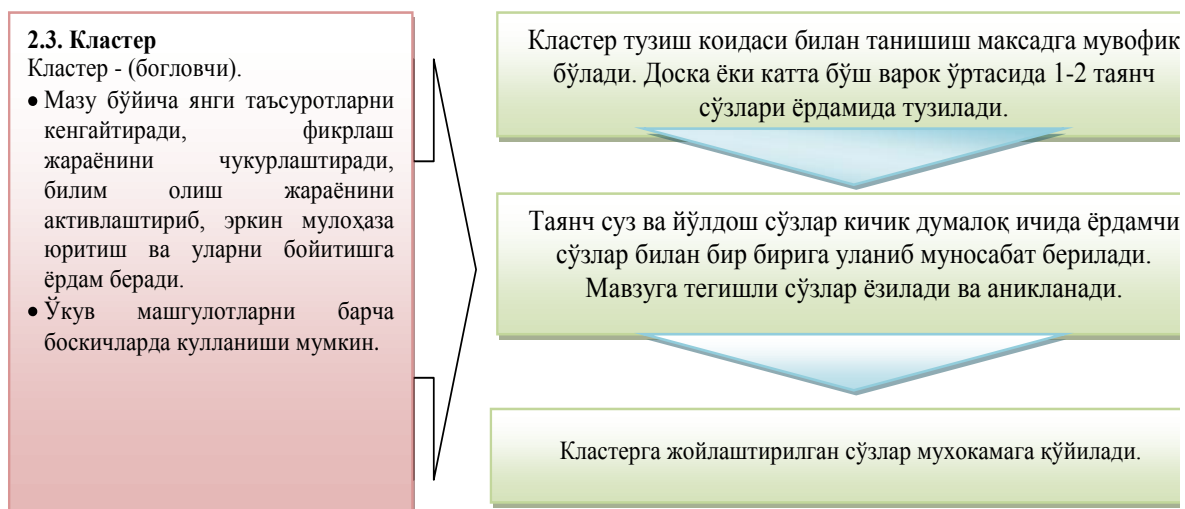 2.3. Кластер
Кластер - (богловчи).
• Мазу бўйича янги таъсуротларни
кенгайтиради, фикрлаш
жараёнини чукурлаштиради,
билим олиш жараёнини
активлаштириб, эркин мулоҳаза
юритиш ва уларни бойитишга
ёрдам беради.
• Ўкув машгулотларни барча
боскичларда кулланиши мумкин.
Кластер тузиш коидаси билан танишиш максадга мувофик
бўлади. Доска ёки катта бўш варок ўртасида 1-2 таянч
сўзлари ёрдамида тузилади.
Таянч суз ва йўлдош сўзлар кичик думалоқ ичида ёрдамчи
сўзлар билан бир бирига уланиб муносабат берилади.
Мавзуга тегишли сўзлар ёзилади ва аникланади.
Кластерга жойлаштирилган сўзлар мухокамага қўйилади.